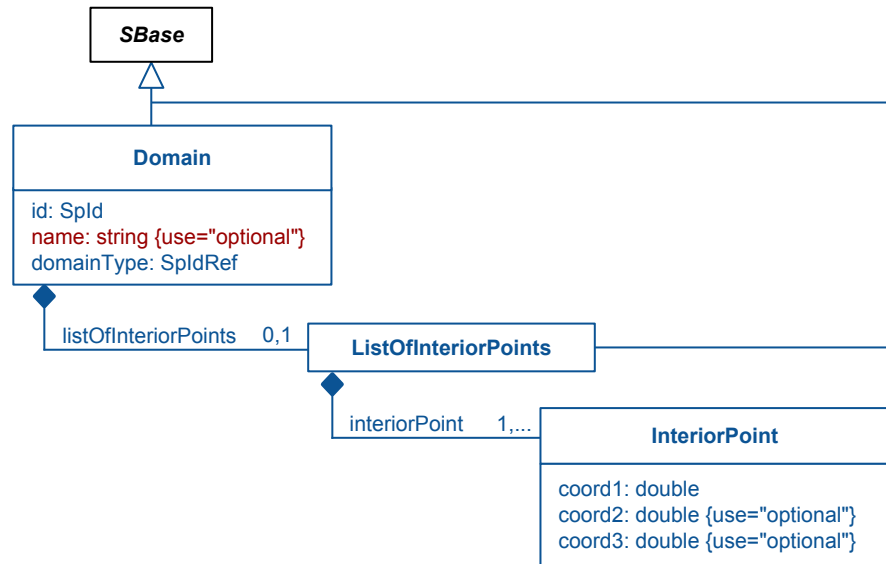 SBase
Domain
id: SpId
name: string {use="optional"}
domainType: SpIdRef
listOfInteriorPoints 0,1
ListOfInteriorPoints
interiorPoint 1,...
InteriorPoint
coord1: double
coord2: double {use="optional"}
coord3: double {use="optional"}